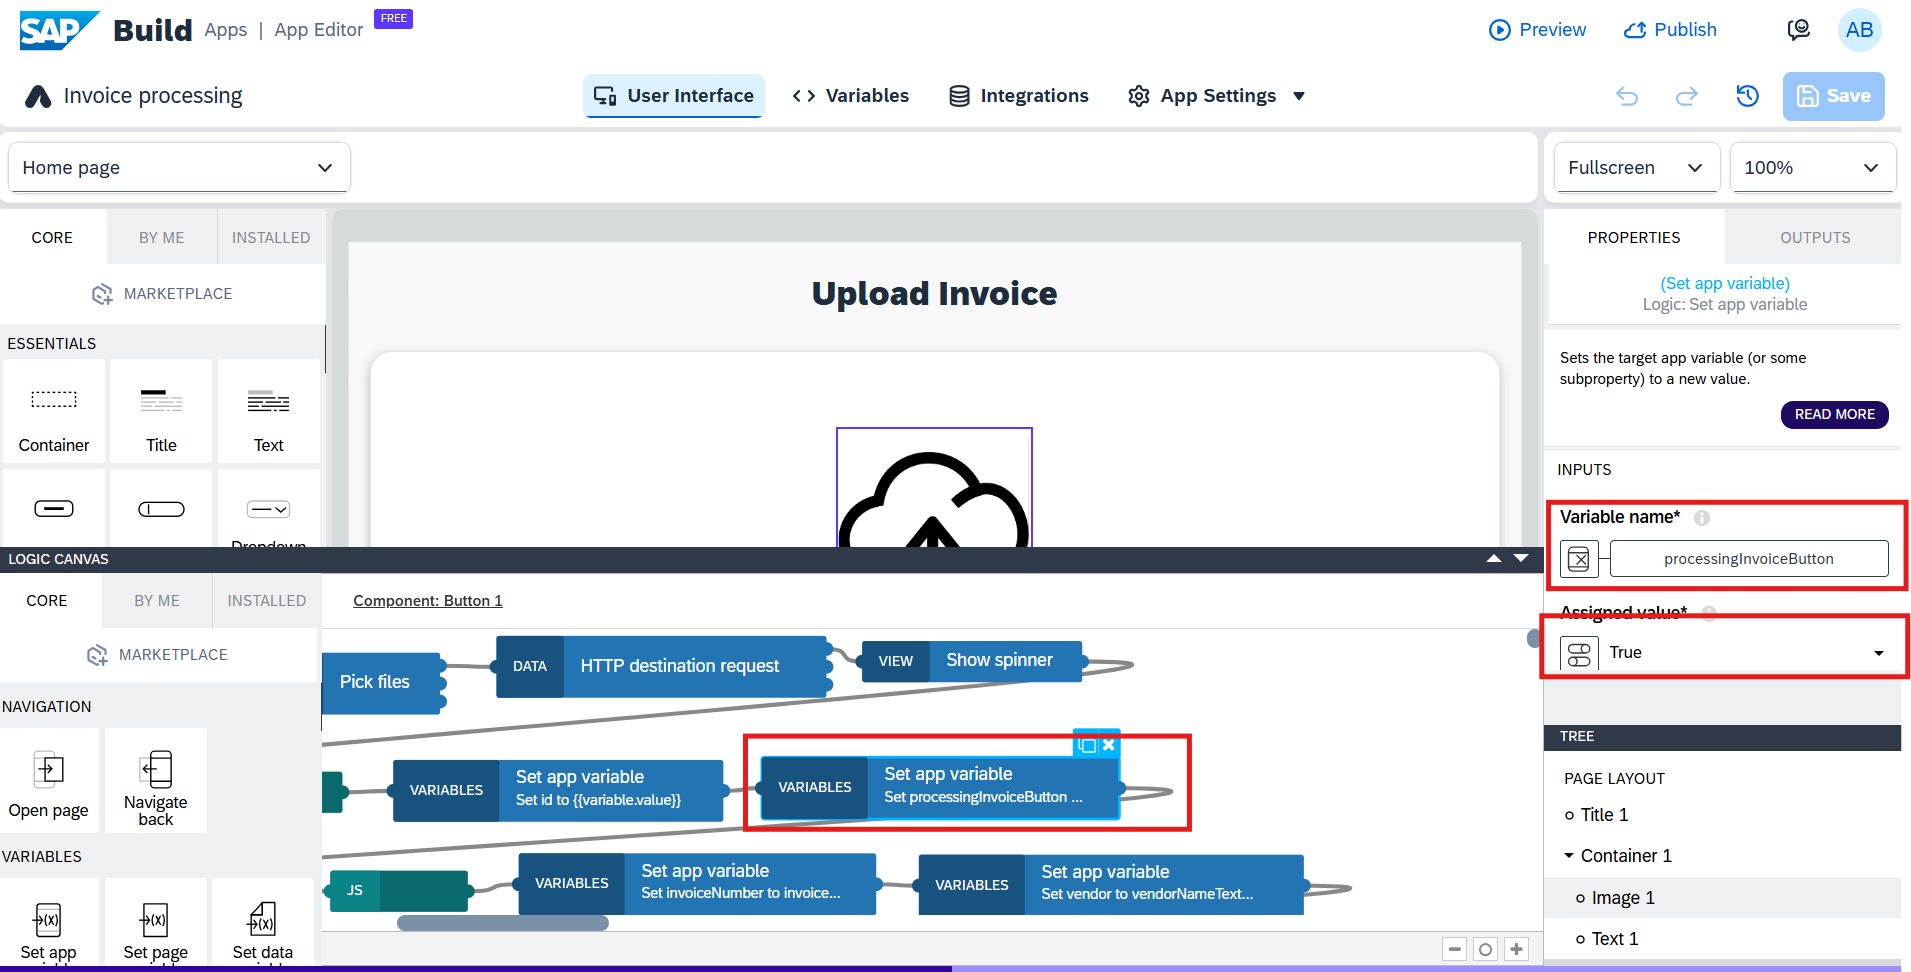 SAP Build Apps | App Editor FREE
Preview
Publish
AB
Invoice processing
User Interface
Variables
Integrations
App Settings
Save
Home page
Fullscreen
100%
CORE
BY ME
INSTALLED
MARKETPLACE
ESSENTIALS
Container
Title
Text
Dropdown
Upload Invoice
PROPERTIES
OUTPUTS
(Set app variable)
Logic: Set app variable
Sets the target app variable (or some
subproperty) to a new value.
READ MORE
INPUTS
Variable name*
processingInvoiceButton
Assigned value*
True
LOGIC CANVAS
CORE
BY ME
INSTALLED
MARKETPLACE
NAVIGATION
Open page
Navigate
back
VARIABLES
Set app
Set page
Set data
Component: Button 1
Pick files
DATA
HTTP destination request
VIEW
Show spinner
VARIABLES
Set app variable
Set id to {{variable.value}}
VARIABLES
Set app variable
Set processingInvoiceButton ...
JS
VARIABLES
Set app variable
Set invoiceNumber to invoice...
VARIABLES
Set app variable
Set vendor to vendorNameText...
TREE
PAGE LAYOUT
Title 1
Container 1
Image 1
Text 1